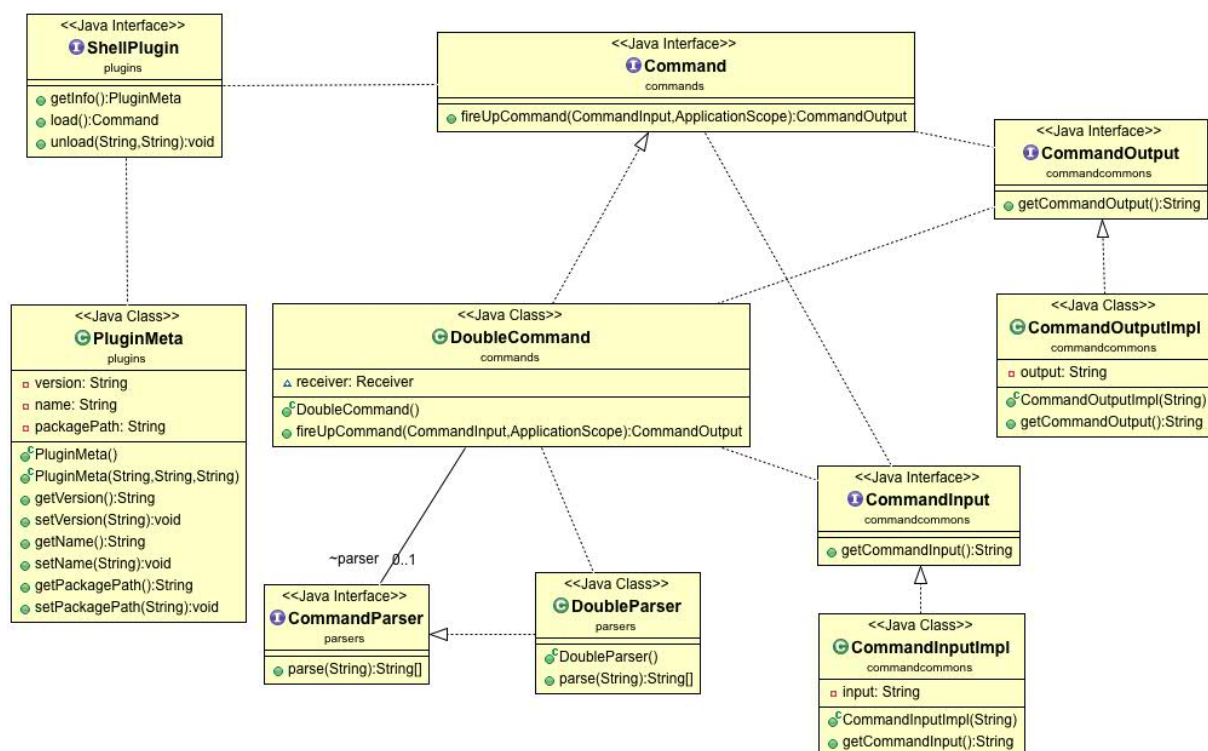 <<Java Interface>>
ShellPlugin
plugins
getInfo():PluginMeta
load():Command
unload(String,String):void
<<Java Interface>>
Command
commands
fireUpCommand(CommandInput,ApplicationScope):CommandOutput
<<Java Interface>>
CommandOutput
commandcommons
getCommandOutput():String
<<Java Class>>
PluginMeta
plugins
version: String
name: String
packagePath: String
PluginMeta()
PluginMeta(String,String,String)
getVersion():String
setVersion(String):void
getName():String
setName(String):void
getPackagePath():String
setPackagePath(String):void
<<Java Class>>
DoubleCommand
commands
receiver: Receiver
DoubleCommand()
fireUpCommand(CommandInput,ApplicationScope):CommandOutput
<<Java Class>>
CommandOutputImpl
commandcommons
output: String
CommandOutputImpl(String)
getCommandOutput():String
<<Java Interface>>
CommandInput
commandcommons
getCommandInput():String
~parser 0..1
<<Java Interface>>
CommandParser
parsers
parse(String):String[]
<<Java Class>>
DoubleParser
parsers
DoubleParser()
parse(String):String[]
<<Java Class>>
CommandInputImpl
commandcommons
input: String
CommandInputImpl(String)
getCommandInput():String